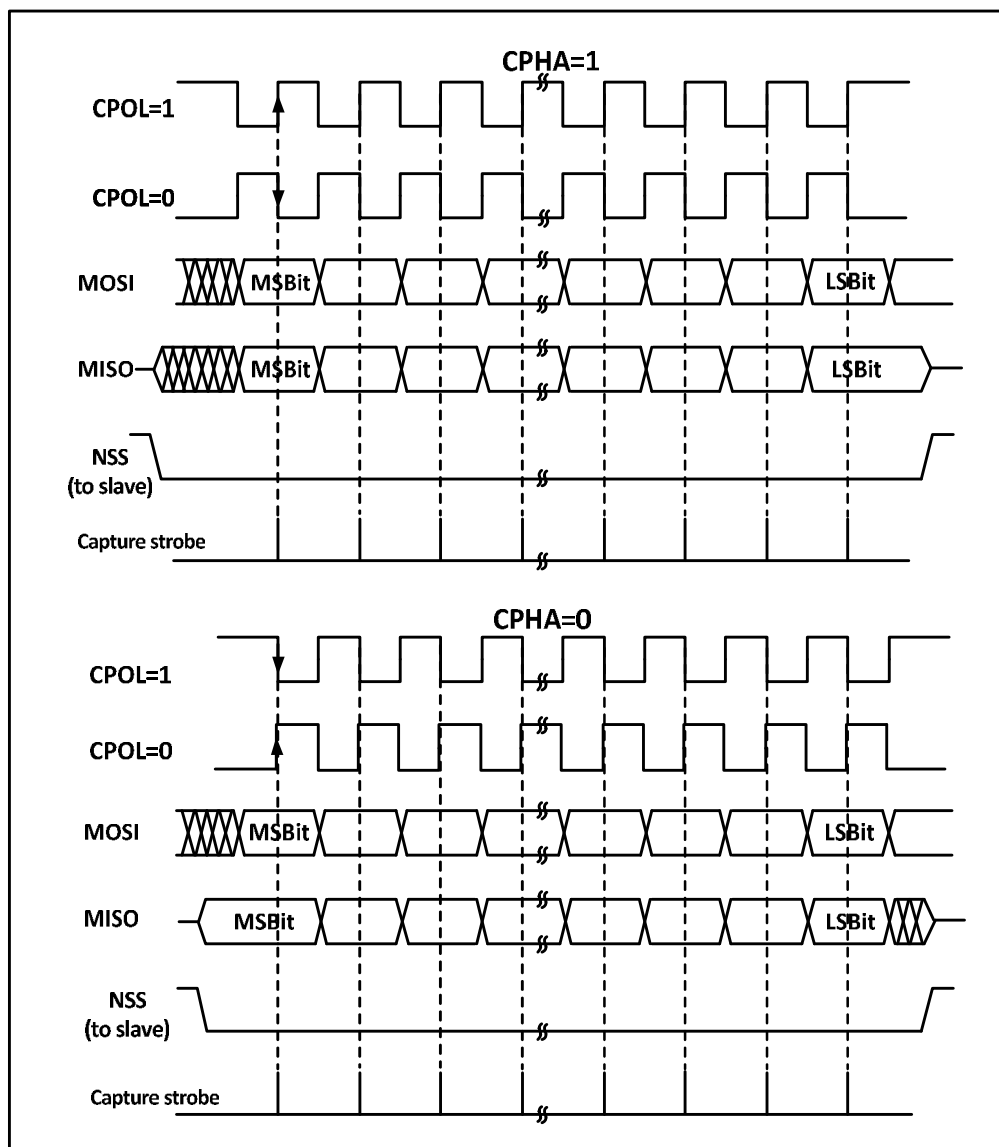 CPHA=1
CPOL=1
CPOL=0
MOSI MSBit LSBit
MISO MSBit LSBit
NSS
(to slave)
Capture strobe
CPHA=0
CPOL=1
CPOL=0
MOSI MSBit LSBit
MISO MSBit LSBit
NSS
(to slave)
Capture strobe